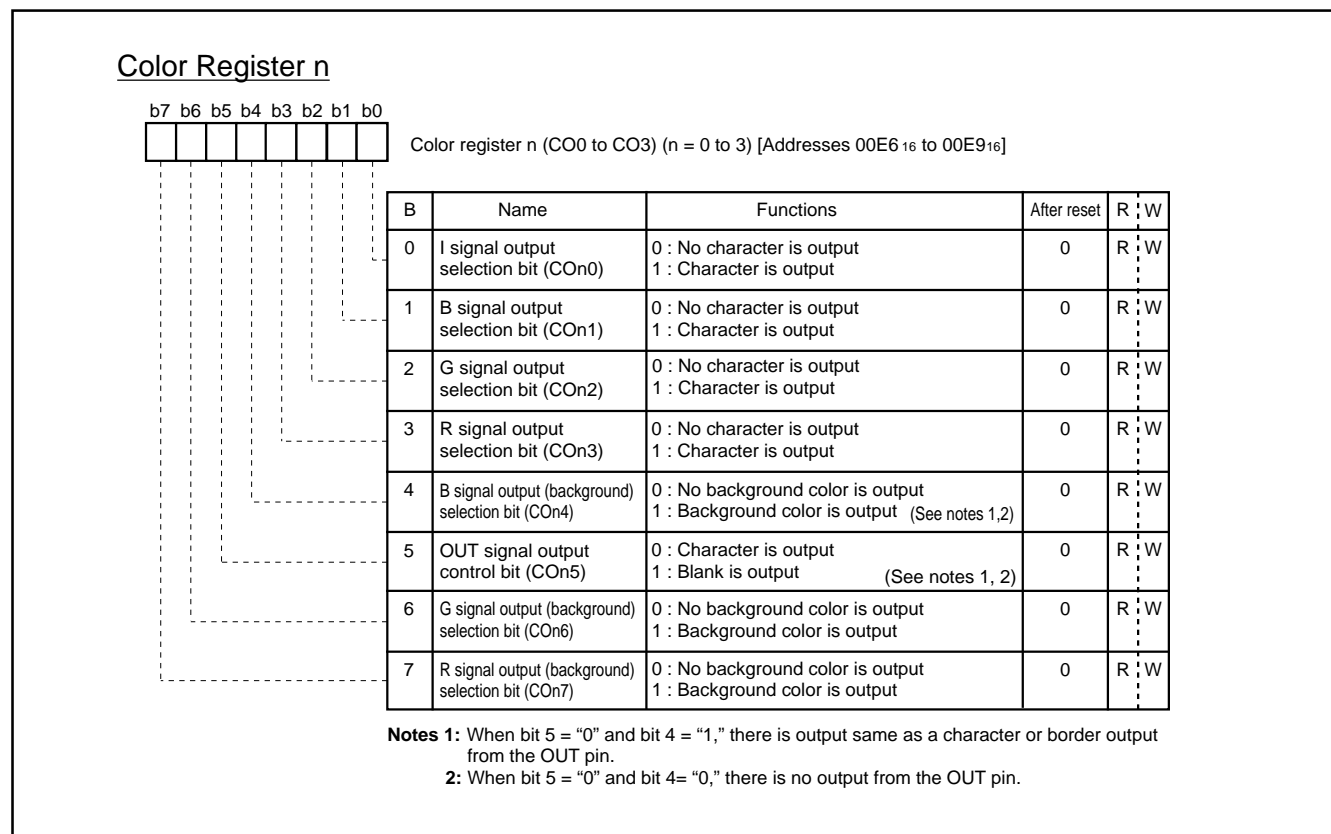 Color Register n
b7 b6 b5 b4 b3 b2 b1 b0
Color register n (CO0 to CO3) (n = 0 to 3) [Addresses 00E6 16 to 00E916]
B Name Functions After reset R W
0 I signal output selection bit (COn0) 0 : No character is output 0 R W
1 : Character is output
1 B signal output selection bit (COn1) 0 : No character is output 0 R W
1 : Character is output
2 G signal output selection bit (COn2) 0 : No character is output 0 R W
1 : Character is output
3 R signal output selection bit (COn3) 0 : No character is output 0 R W
1 : Character is output
4 B signal output (background) selection bit (COn4) 0 : No background color is output 0 R W
1 : Background color is output (See notes 1,2)
5 OUT signal output control bit (COn5) 0 : Character is output 0 R W
1 : Blank is output (See notes 1, 2)
6 G signal output (background) selection bit (COn6) 0 : No background color is output 0 R W
1 : Background color is output
7 R signal output (background) selection bit (COn7) 0 : No background color is output 0 R W
1 : Background color is output
Notes 1: When bit 5 = “0” and bit 4 = “1,” there is output same as a character or border output
from the OUT pin.
2: When bit 5 = “0” and bit 4= “0,” there is no output from the OUT pin.